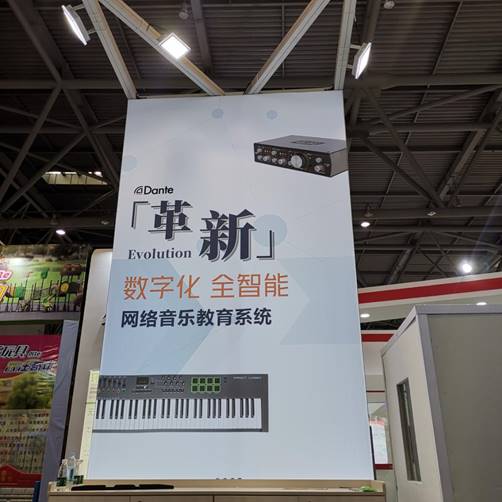 Dante
「革新」
Evolution
数字化 全智能
网络音乐教育系统